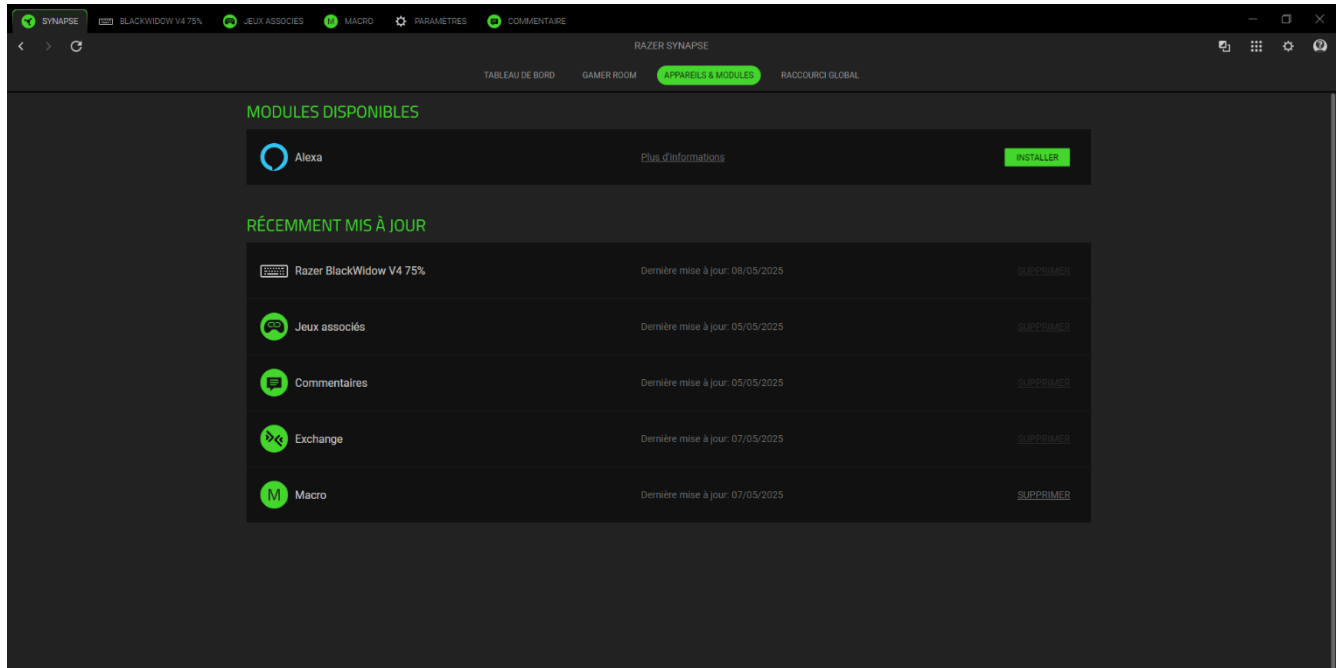 SYNAPSE BLACKWIDOW V4 75% JEUX ASSOCIÉS M MACRO PARAMÈTRES COMMENTAIRE
RAZER SYNAPSE
TABLEAU DE BORD GAMER ROOM APPAREILS & MODULES RACCOURCI GLOBAL
MODULES DISPONIBLES
Alexa Plus d'informations INSTALLER
RÉCEMMENT MIS À JOUR
Razer BlackWidow V4 75% Dernière mise à jour: 08/05/2025 SUPPRIMER
Jeux associés Dernière mise à jour: 05/05/2025 SUPPRIMER
Commentaires Dernière mise à jour: 05/05/2025 SUPPRIMER
Exchange Dernière mise à jour: 07/05/2025 SUPPRIMER
M Macro Dernière mise à jour: 07/05/2025 SUPPRIMER